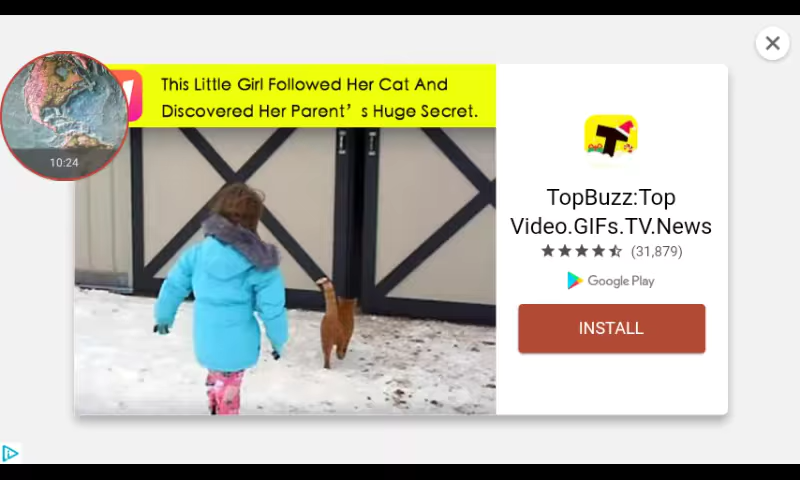 This Little Girl Followed Her Cat And
Discovered Her Parent’s Huge Secret.
10:24
T
TopBuzz:Top
Video.GIFs.TV.News
(31,879)
Google Play
INSTALL